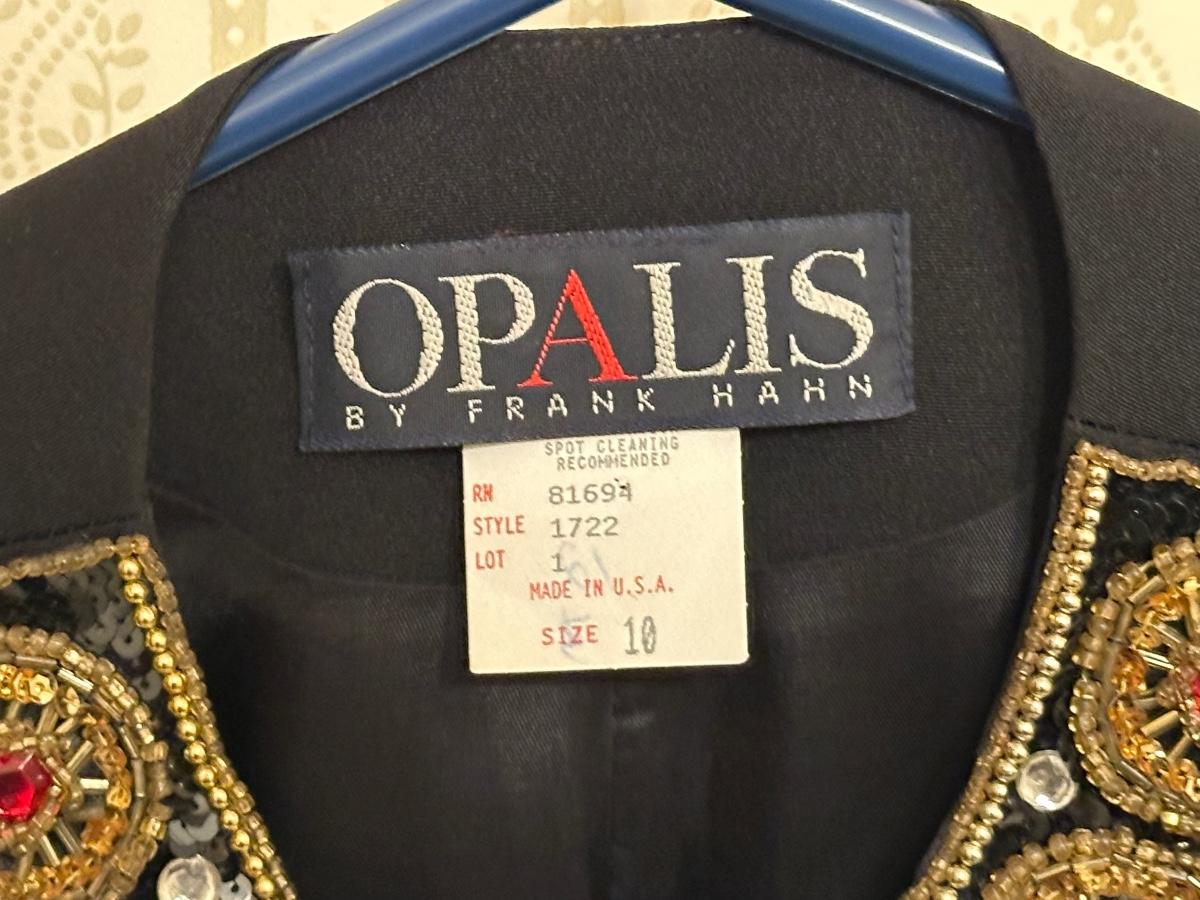 OPALIS
BY FRANK HAHN
SPOT CLEANING
RECOMMENDED
RN 81694
STYLE 1722
LOT 1
MADE IN U.S.A.
SIZE 10